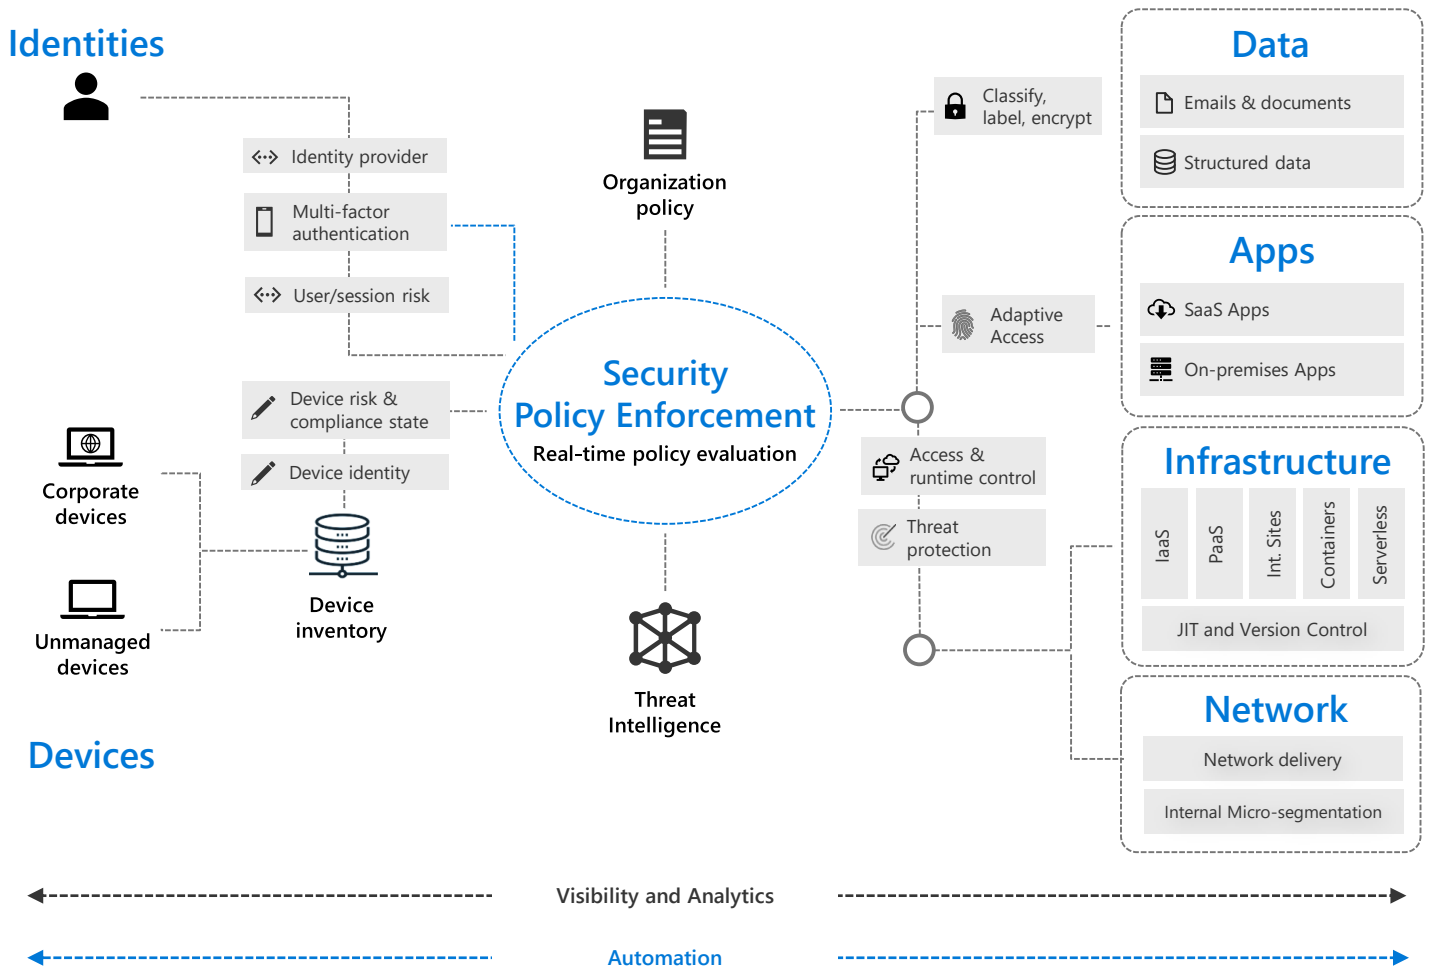 Identities
Identity provider
Multi-factor
authentication
User/session risk
Device risk &
compliance state
Device identity
Corporate
devices
Unmanaged
devices
Device
inventory
Devices
Organization
policy
Security
Policy Enforcement
Real-time policy evaluation
Threat
Intelligence
Classify,
label, encrypt
Adaptive
Access
Access &
runtime control
Threat
protection
Data
Emails & documents
Structured data
Apps
SaaS Apps
On-premises Apps
Infrastructure
IaaS
PaaS
Int. Sites
Containers
Serverless
JIT and Version Control
Network
Network delivery
Internal Micro-segmentation
Visibility and Analytics
Automation